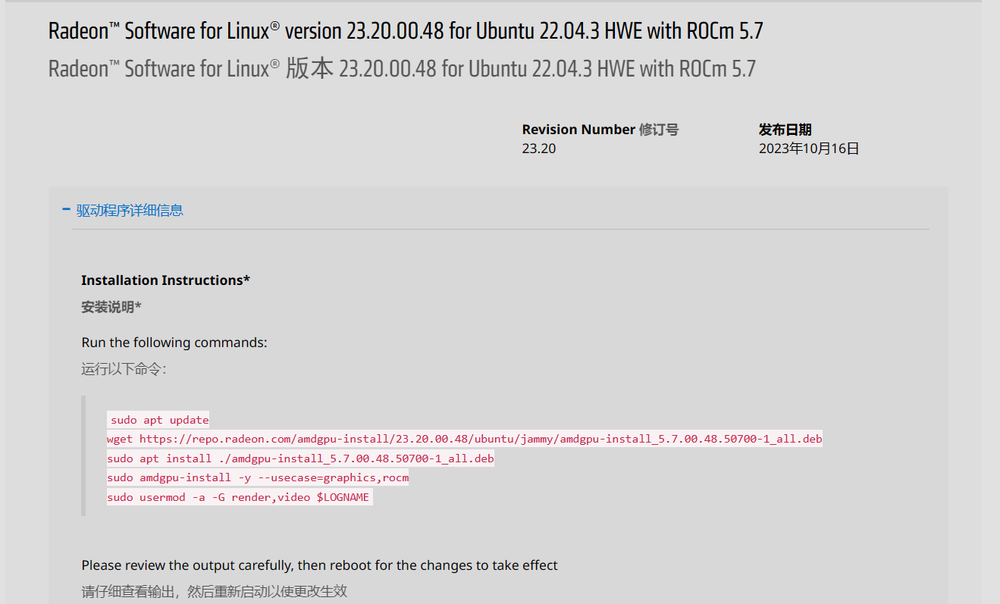 Radeon™ Software for Linux® version 23.20.00.48 for Ubuntu 22.04.3 HWE with ROCm 5.7
Radeon™ Software for Linux® 版本 23.20.00.48 for Ubuntu 22.04.3 HWE with ROCm 5.7
Revision Number 修订号
23.20
发布日期
2023年10月16日
− 驱动程序详细信息
Installation Instructions*
安装说明*
Run the following commands:
运行以下命令：
sudo apt update
wget https://repo.radeon.com/amdgpu-install/23.20.00.48/ubuntu/jammy/amdgpu-install_5.7.00.48.50700-1_all.deb
sudo apt install ./amdgpu-install_5.7.00.48.50700-1_all.deb
sudo amdgpu-install -y --usecase=graphics,rocm
sudo usermod -a -G render,video $LOGNAME
Please review the output carefully, then reboot for the changes to take effect
请仔细查看输出，然后重新启动以使更改生效